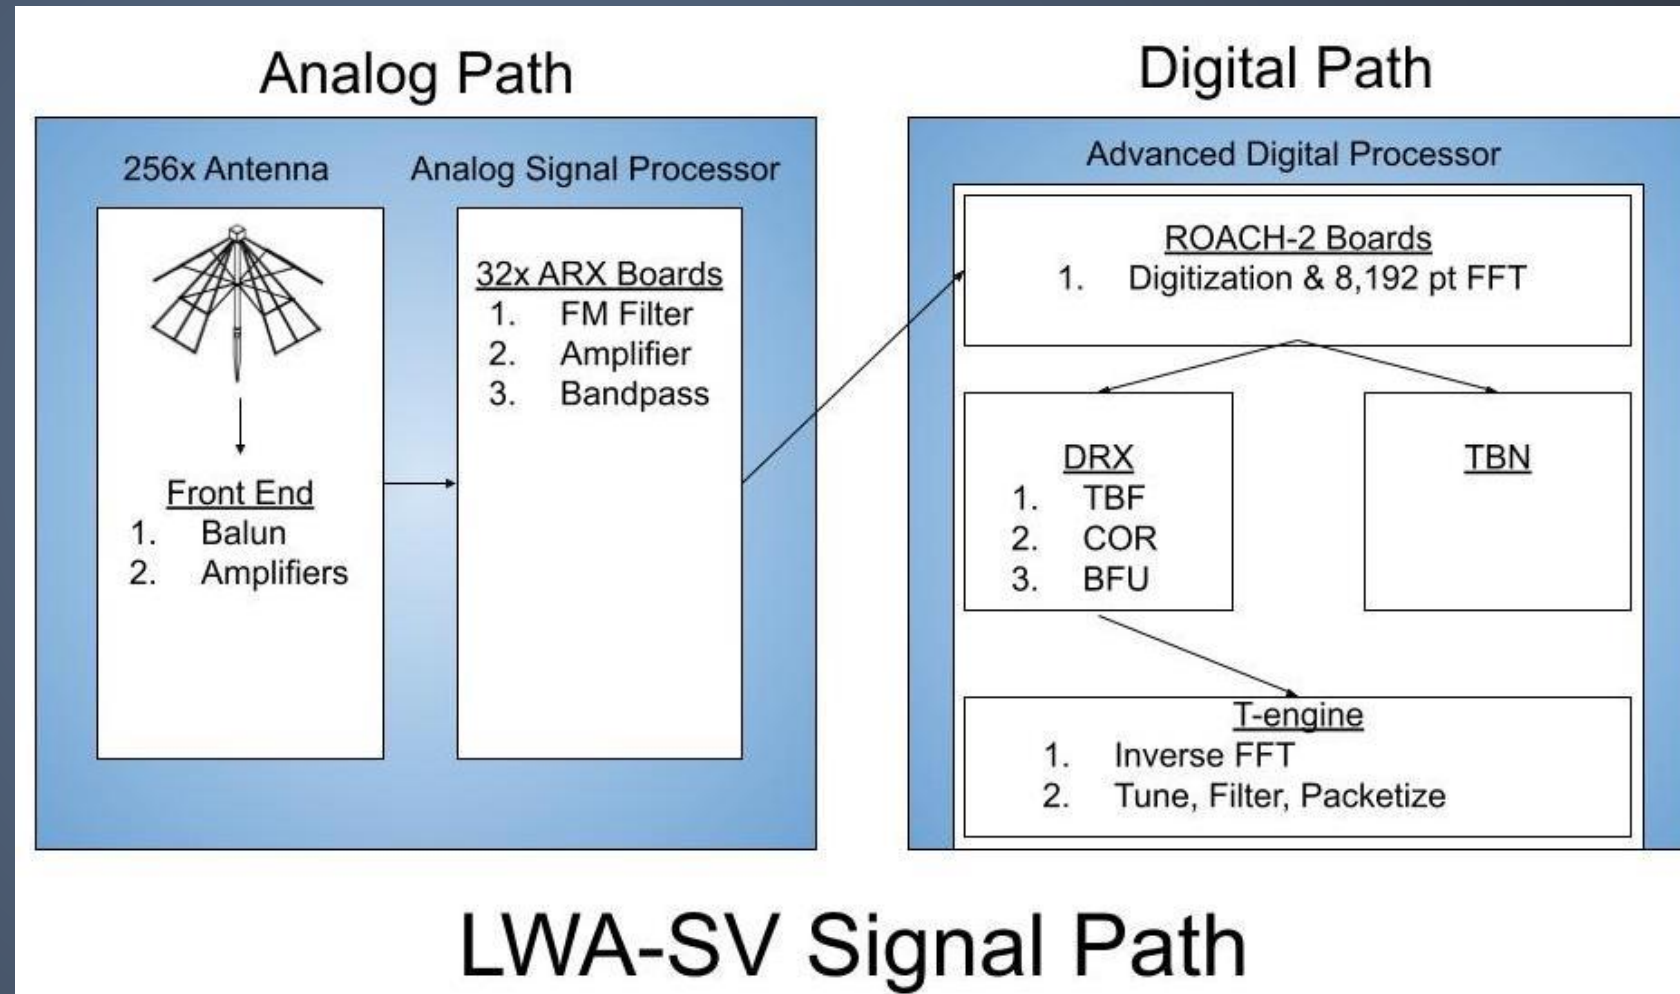 Analog Path
256x Antenna
Front End
1. Balun
2. Amplifiers
Analog Signal Processor
32x ARX Boards
1. FM Filter
2. Amplifier
3. Bandpass
Digital Path
Advanced Digital Processor
ROACH-2 Boards
1. Digitization & 8,192 pt FFT
DRX
1. TBF
2. COR
3. BFU
TBN
T-engine
1. Inverse FFT
2. Tune, Filter, Packetize
LWA-SV Signal Path